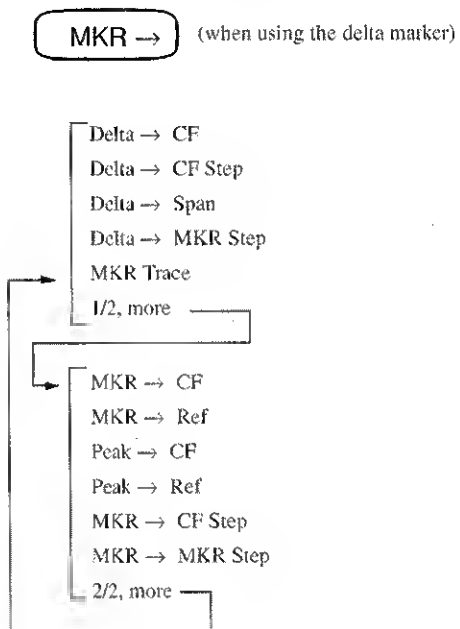 MKR → (when using the delta marker)
Delta → CF
Delta → CF Step
Delta → Span
Delta → MKR Step
MKR Trace
1/2, more
MKR → CF
MKR → Ref
Peak → CF
Peak → Ref
MKR → CF Step
MKR → MKR Step
2/2, more